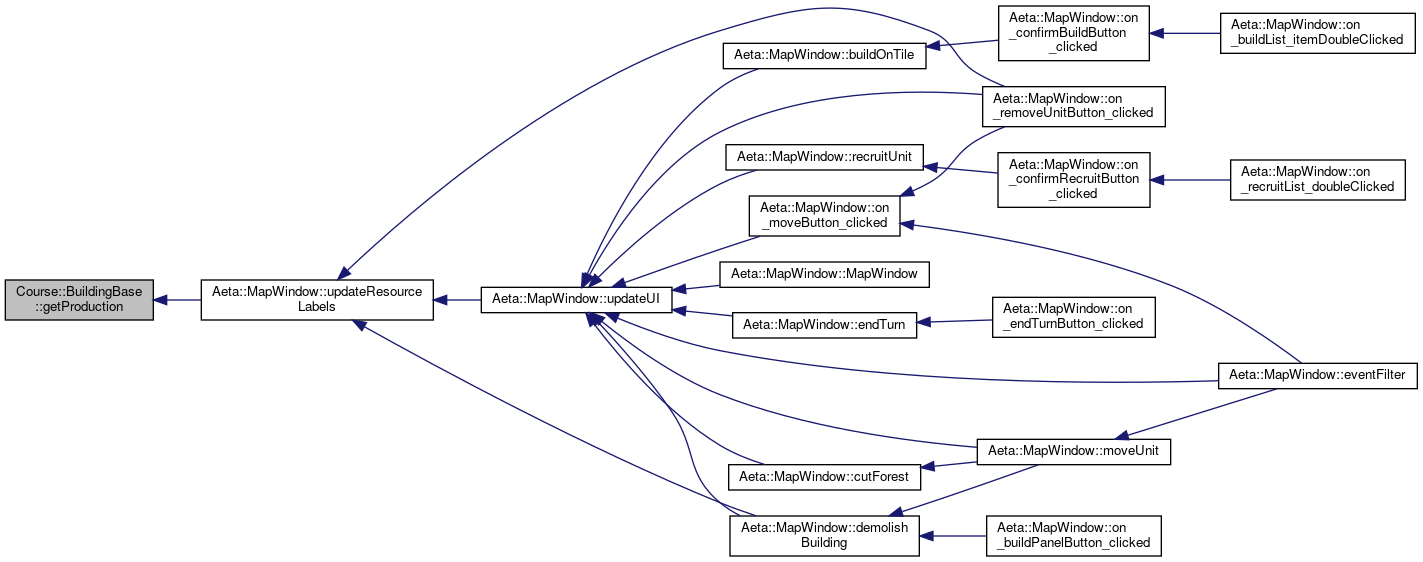 Course::BuildingBase
::getProduction
Aeta::MapWindow::updateResource
Labels
Aeta::MapWindow::updateUI
Aeta::MapWindow::buildOnTile
Aeta::MapWindow::recruitUnit
Aeta::MapWindow::on
_moveButton_clicked
Aeta::MapWindow::MapWindow
Aeta::MapWindow::endTurn
Aeta::MapWindow::cutForest
Aeta::MapWindow::demolish
Building
Aeta::MapWindow::on
_confirmBuildButton
_clicked
Aeta::MapWindow::on
_removeUnitButton_clicked
Aeta::MapWindow::on
_confirmRecruitButton
_clicked
Aeta::MapWindow::on
_endTurnButton_clicked
Aeta::MapWindow::moveUnit
Aeta::MapWindow::on
_buildPanelButton_clicked
Aeta::MapWindow::on
_buildList_itemDoubleClicked
Aeta::MapWindow::on
_recruitList_doubleClicked
Aeta::MapWindow::eventFilter